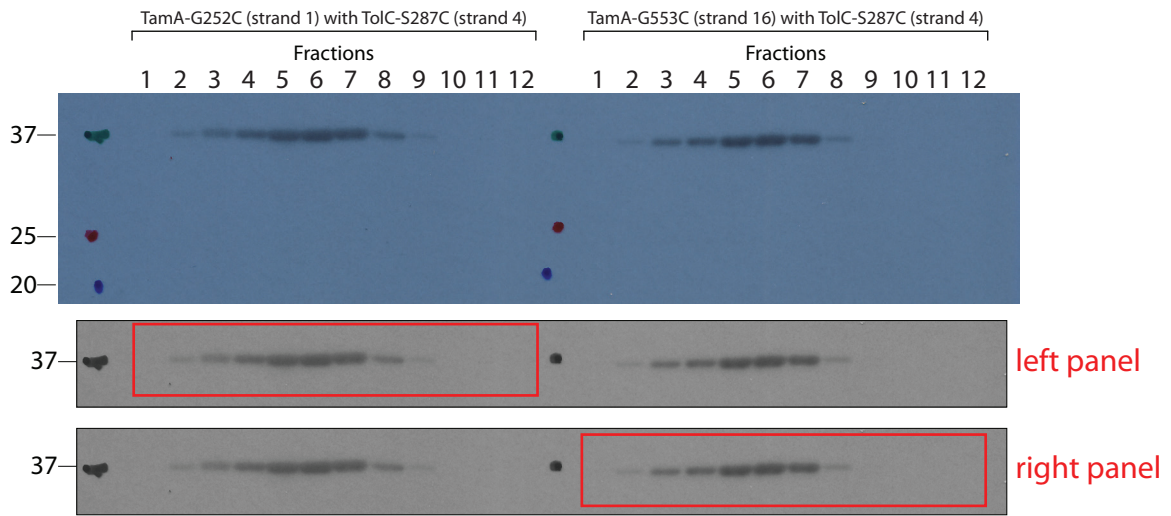 TamA-G252C (strand 1) with TolC-S287C (strand 4) TamA-G553C (strand 16) with TolC-S287C (strand 4)
Fractions Fractions
1 2 3 4 5 6 7 8 9 10 11 12 1 2 3 4 5 6 7 8 9 10 11 12
37
25
20
37 left panel
37 right panel